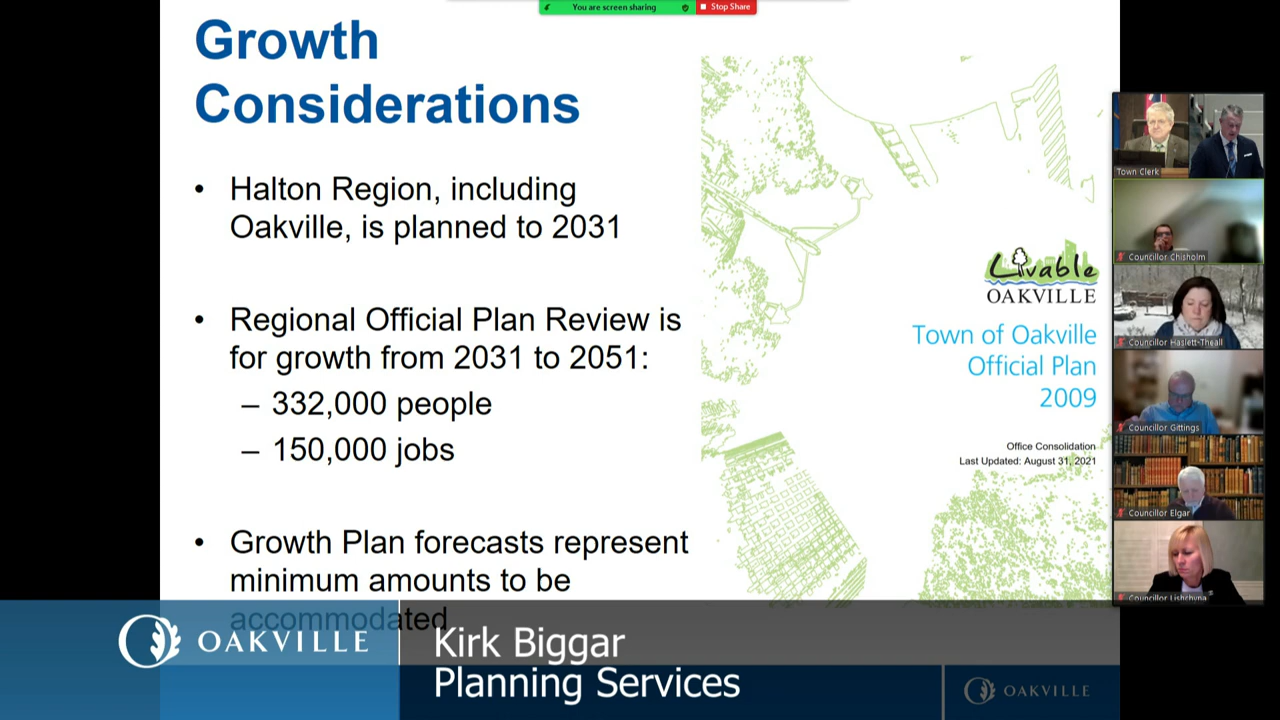 You are screen sharing
Stop Share
Growth
Considerations
• Halton Region, including
Oakville, is planned to 2031
• Regional Official Plan Review is
for growth from 2031 to 2051:
– 332,000 people
– 150,000 jobs
• Growth Plan forecasts represent
minimum amounts to be
accommodated
Livable
OAKVILLE
Town of Oakville
Official Plan
2009
Office Consolidation
Last Updated: August 31, 2021
Town Clerk
Councillor Chisholm
Councillor Haslett-Theall
Councillor Gittings
Councillor Elgar
Councillor Lishchyna
OAKVILLE
Kirk Biggar
Planning Services
OAKVILLE